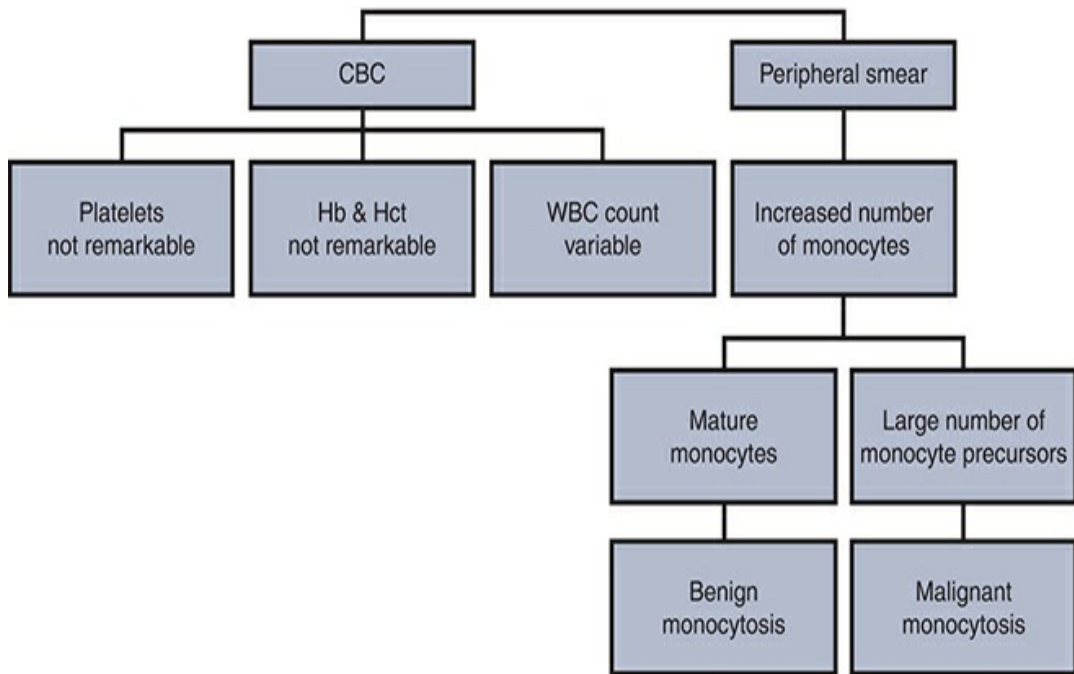 CBC
Peripheral smear
Platelets
not remarkable
Hb & Hct
not remarkable
WBC count
variable
Increased number
of monocytes
Mature
monocytes
Large number of
monocyte precursors
Benign
monocytosis
Malignant
monocytosis